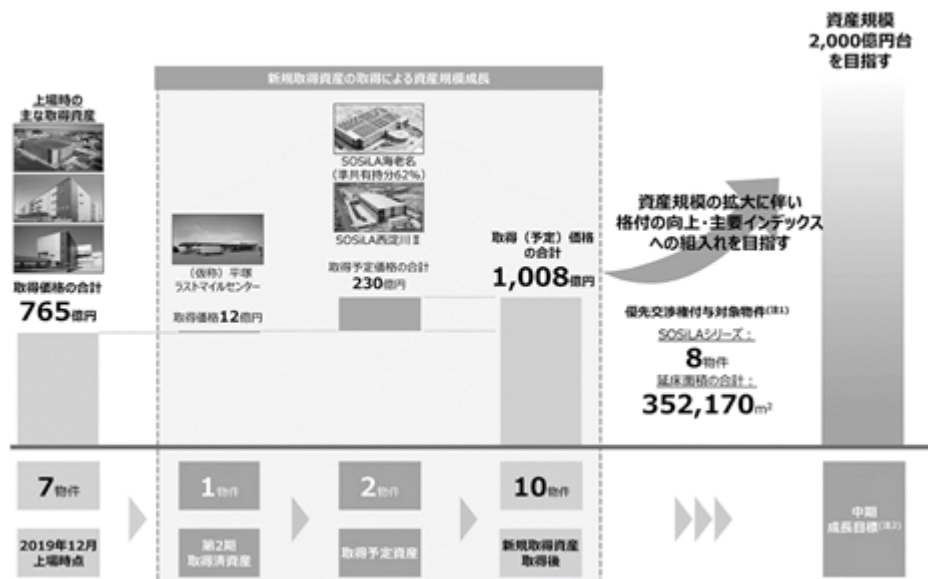 資産規模
2,000億円台
を目指す
新規取得資産の取得による資産規模成長
上場時の
主な取得資産
取得価格の合計
765億円
(仮称)平塚
ラストマイルセンター
取得価格12億円
SOSiLA海老名
(準共有持分62%)
SOSiLA西淀川Ⅱ
取得予定価格の合計
230億円
取得(予定)価格
の合計
1,008億円
資産規模の拡大に伴い
格付の向上・主要インデックス
への組入れを目指す
優先交渉権付与対象物件(注1)
SOSiLAシリーズ:
8物件
延床面積の合計:
352,170m²
7物件
1物件
2物件
10物件
2019年12月
上場時点
第2期
取得済資産
取得予定資産
新規取得資産
取得後
中期
成長目標(注2)